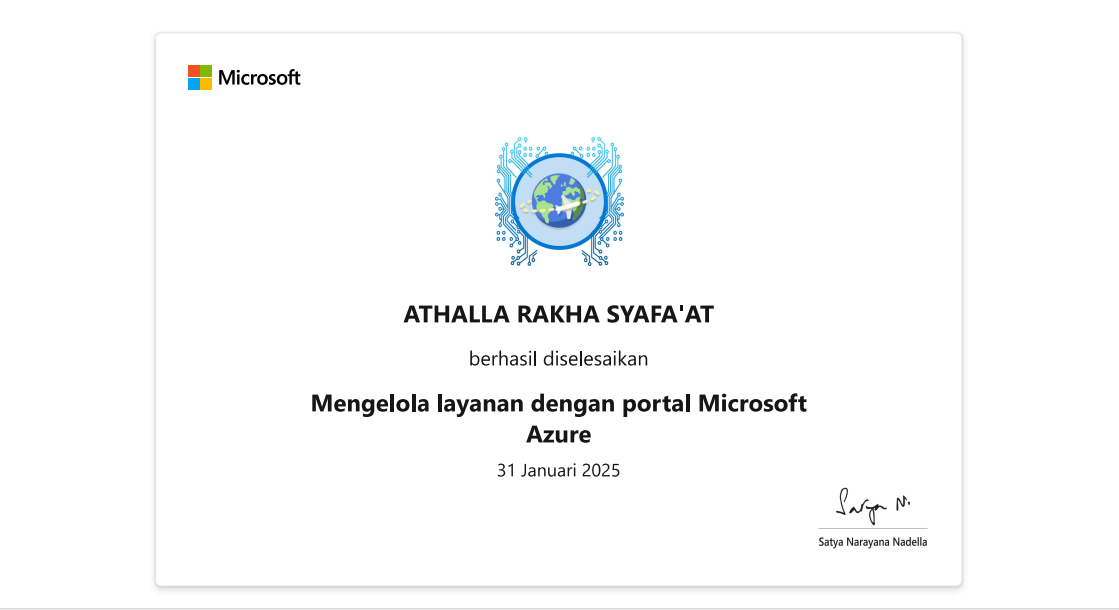 Microsoft
ATHALLA RAKHA SYAFA'AT
berhasil diselesaikan
Mengelola layanan dengan portal Microsoft
Azure
31 Januari 2025
Satya N.
Satya Narayana Nadella